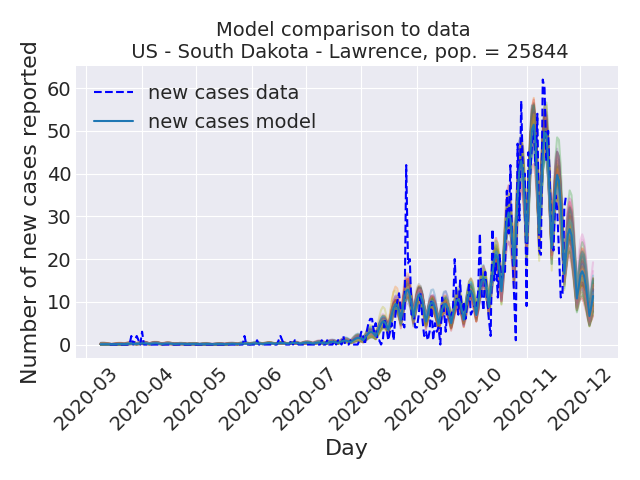 Model comparison to data
US - South Dakota - Lawrence, pop. = 25844
Number of new cases reported
60
50
40
30
20
10
0
new cases data
new cases model
2020-03
2020-04
2020-05
2020-06
2020-07
2020-08
2020-09
2020-10
2020-11
2020-12
Day